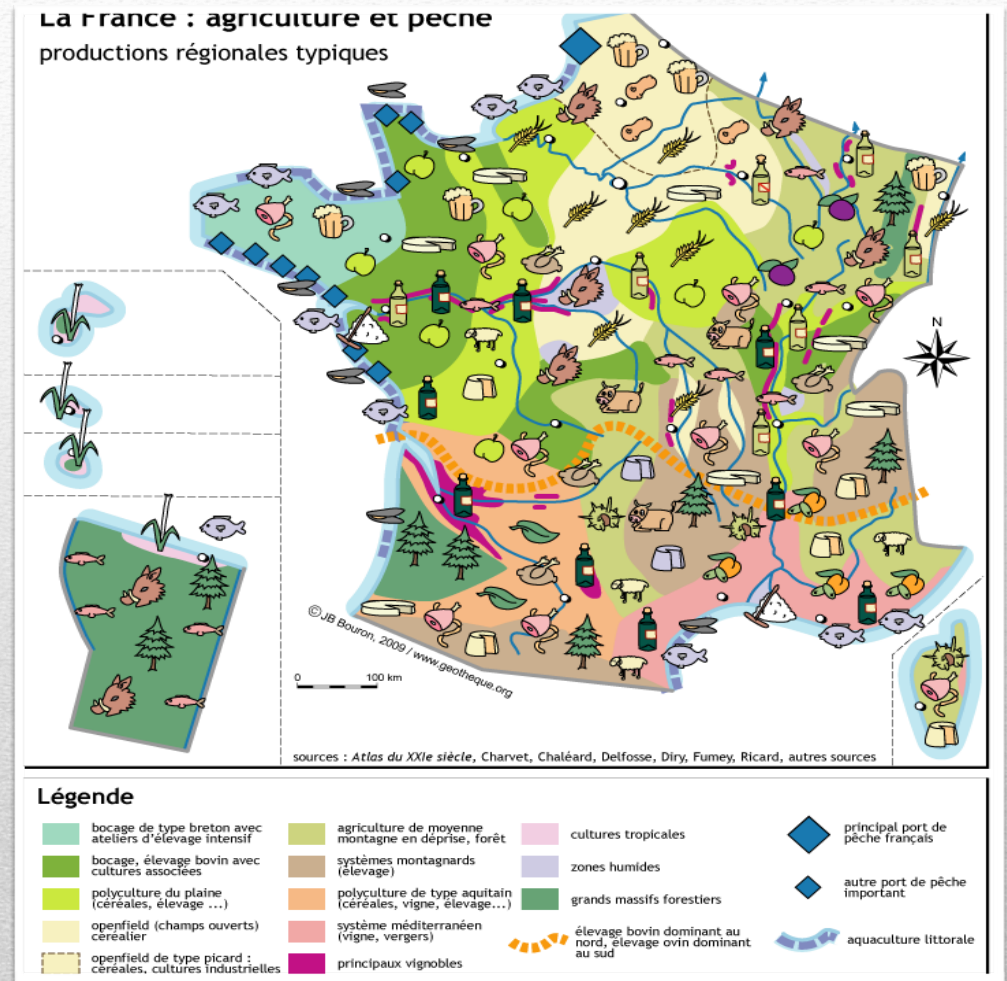 La France : agriculture et pêche
productions régionales typiques
N
© JB Bouron, 2009 / www.geotheque.org
0 100 km
sources : Atlas du XXIe siècle, Charvet, Chaléard, Delfosse, Diry, Fumey, Ricard, autres sources
Légende
bocage de type breton avec
ateliers d'élevage intensif
bocage, élevage bovin avec
cultures associées
polyculture du plaine
(céréales, élevage ...)
openfield (champs ouverts)
céréalier
openfield de type picard :
céréales, cultures industrielles
agriculture de moyenne
montagne en déprise, forêt
systèmes montagnards
(élevage)
polyculture de type aquitain
(céréales, vigne, élevage...)
système méditerranéen
(vigne, vergers)
principaux vignobles
cultures tropicales
zones humides
grands massifs forestiers
élevage bovin dominant au
nord, élevage ovin dominant
au sud
principal port de
pêche français
autre port de pêche
important
aquaculture littorale